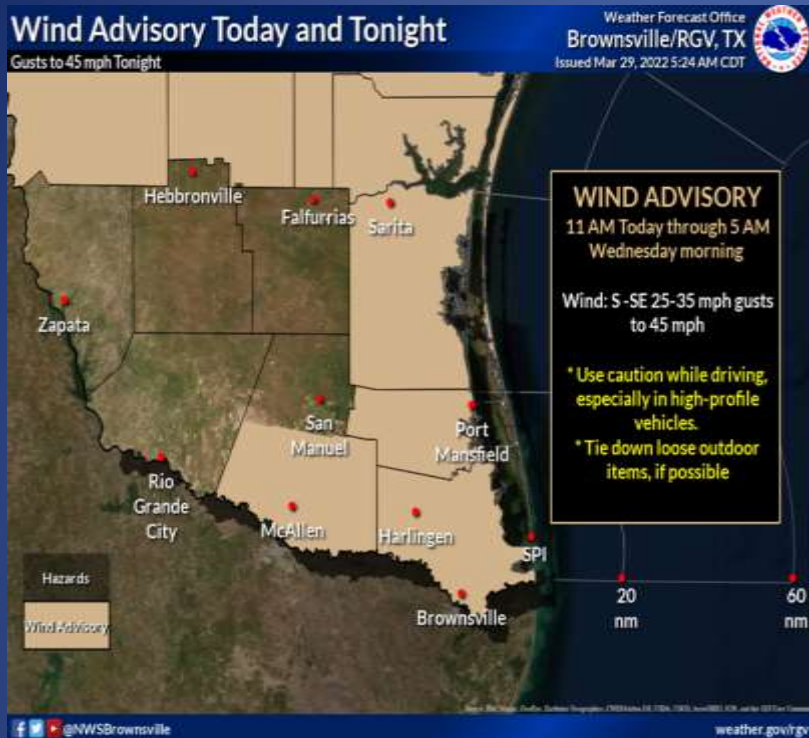 Wind Advisory Today and Tonight
Gusts to 45 mph Tonight
Weather Forecast Office
Brownsville/RGV, TX
Issued Mar 29, 2022 5:24 AM CDT
WIND ADVISORY
11 AM Today through 5 AM
Wednesday morning
Wind: S -SE 25-35 mph gusts
to 45 mph
* Use caution while driving,
especially in high-profile
vehicles.
* Tie down loose outdoor
items, if possible
Hebbronville
Falfurrias
Sarita
Zapata
San
Manuel
Port
Mansfield
Rio
Grande
City
McAllen
Harlingen
SPI
Brownsville
20
nm
60
nm
Hazards
Wind Advisory
@NWSBrownsville
weather.gov/rgv